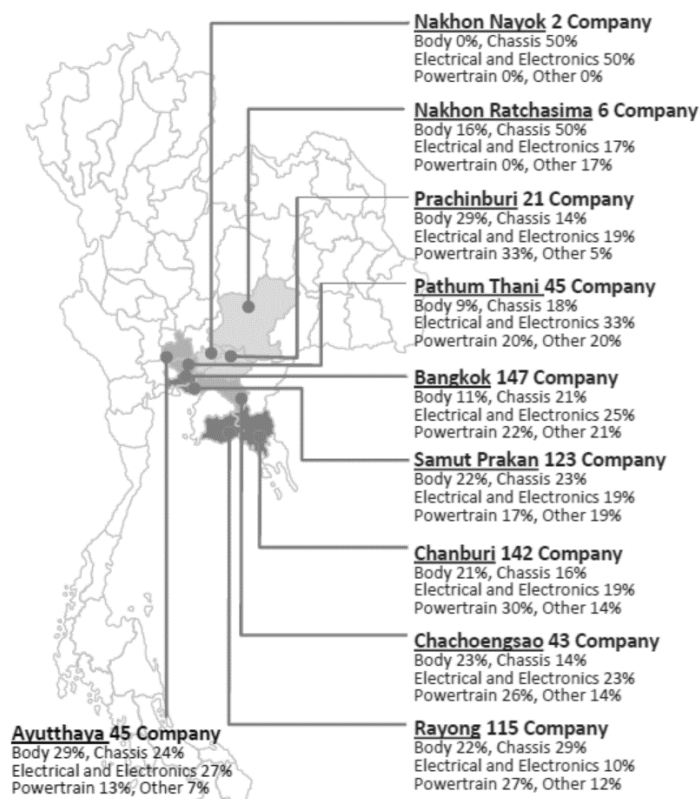 Nakhon Nayok 2 Company
Body 0%, Chassis 50%
Electrical and Electronics 50%
Powertrain 0%, Other 0%
Nakhon Ratchasima 6 Company
Body 16%, Chassis 50%
Electrical and Electronics 17%
Powertrain 0%, Other 17%
Prachinburi 21 Company
Body 29%, Chassis 14%
Electrical and Electronics 19%
Powertrain 33%, Other 5%
Pathum Thani 45 Company
Body 9%, Chassis 18%
Electrical and Electronics 33%
Powertrain 20%, Other 20%
Bangkok 147 Company
Body 11%, Chassis 21%
Electrical and Electronics 25%
Powertrain 22%, Other 21%
Samut Prakan 123 Company
Body 22%, Chassis 23%
Electrical and Electronics 19%
Powertrain 17%, Other 19%
Chanburi 142 Company
Body 21%, Chassis 16%
Electrical and Electronics 19%
Powertrain 30%, Other 14%
Chachoengsao 43 Company
Body 23%, Chassis 14%
Electrical and Electronics 23%
Powertrain 26%, Other 14%
Rayong 115 Company
Body 22%, Chassis 29%
Electrical and Electronics 10%
Powertrain 27%, Other 12%
Ayutthaya 45 Company
Body 29%, Chassis 24%
Electrical and Electronics 27%
Powertrain 13%, Other 7%